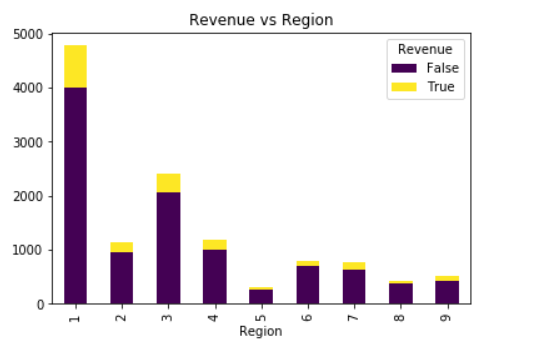 Revenue vs Region
5000
4000
3000
2000
1000
0
Revenue
False
True
1 2 3 4 5 6 7 8 9
Region